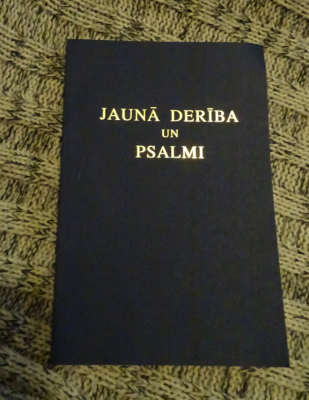 JAUNĀ DERĪBA
UN
PSALMI